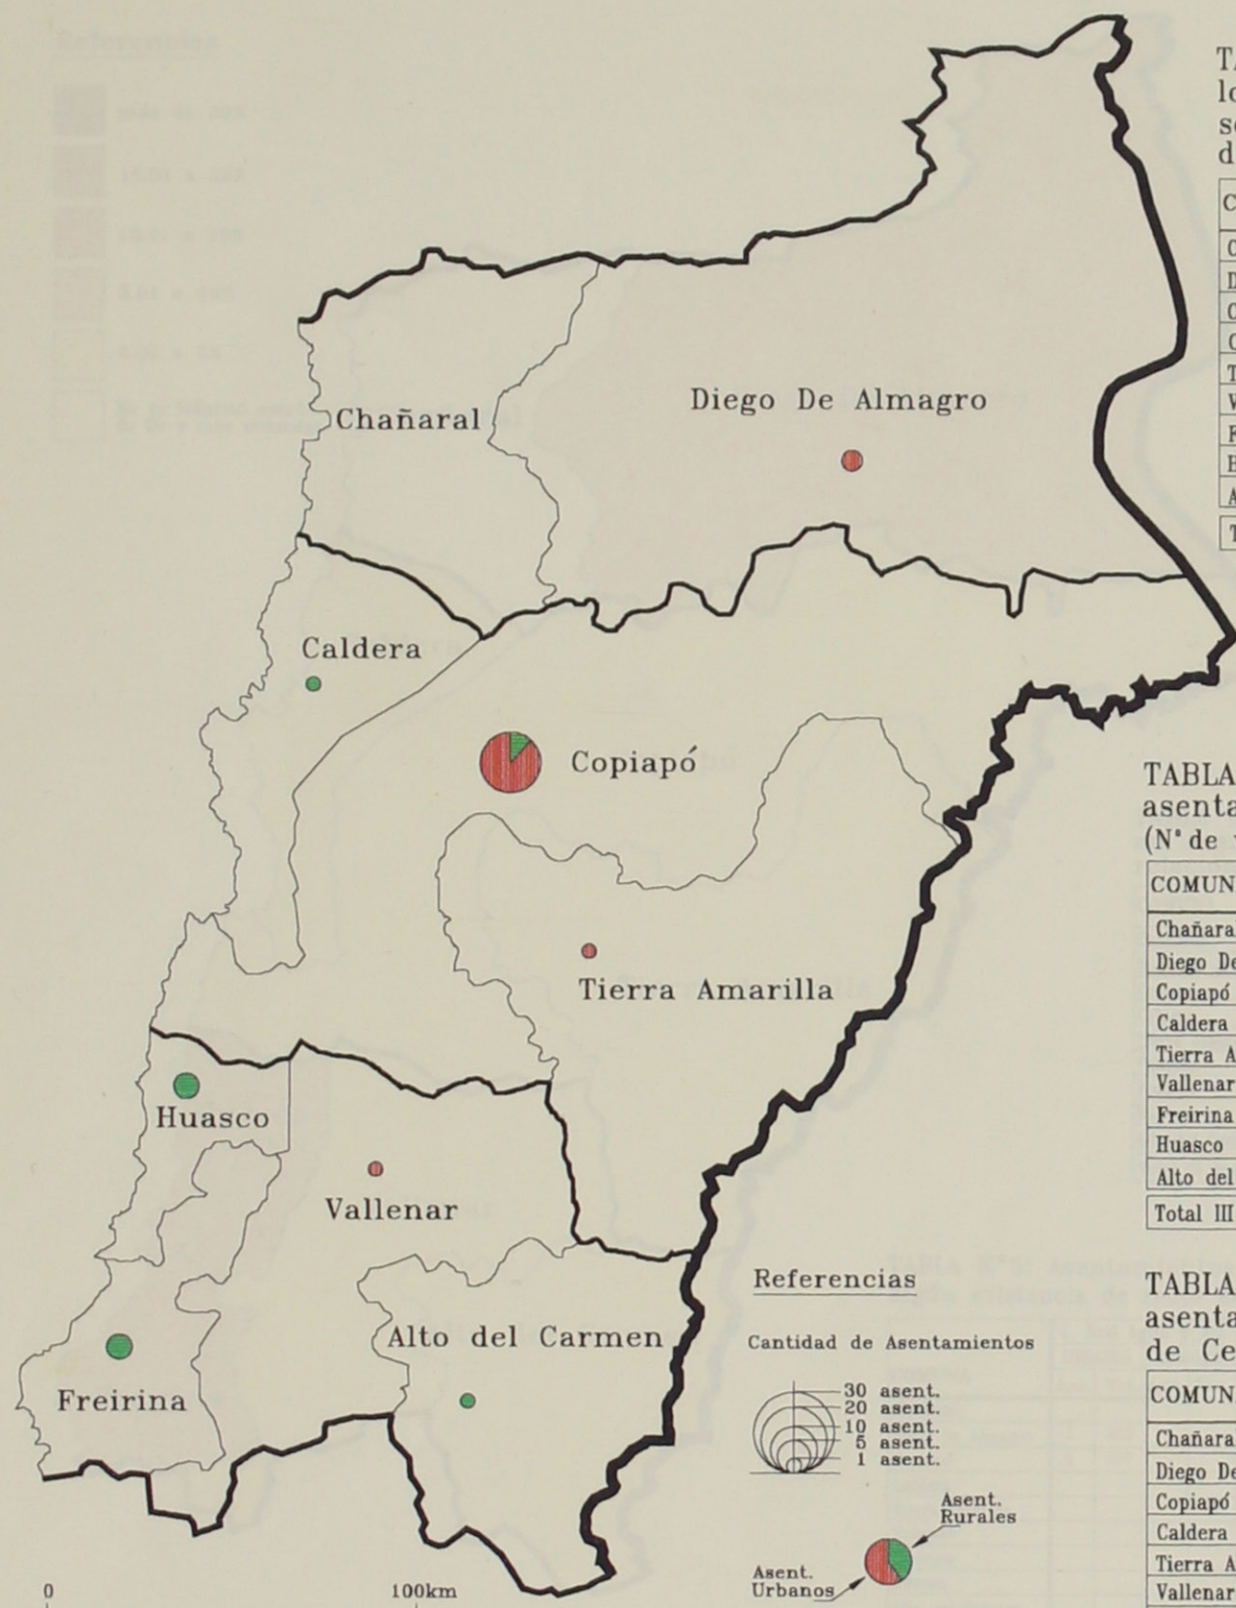 Chañaral
Diego De Almagro
Caldera
Copiapó
Tierra Amarilla
Huasco
Vallenar
Alto del Carmen
Freirina
Referencias
Cantidad de Asentamientos
30 asent.
20 asent.
10 asent.
5 asent.
1 asent.
Asent.
Rurales
Asent.
Urbanos
0 100km
TABLA
asenta
(N° de
COMUN
Chañara
Diego De
Copiapó
Caldera
Tierra A
Vallenar
Freirina
Huasco
Alto del
Total III
TABLA
asenta
de Ce
COMUN
Chañara
Diego De
Copiapó
Caldera
Tierra A
Vallenar